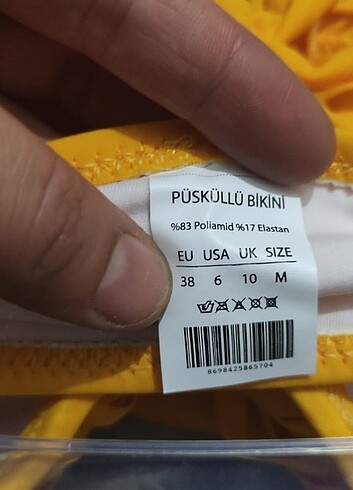 PÜSKÜLLÜ BİKİNİ
%83 Poliamid %17 Elastan
EU USA UK SIZE
38 6 10 M
8698425865704